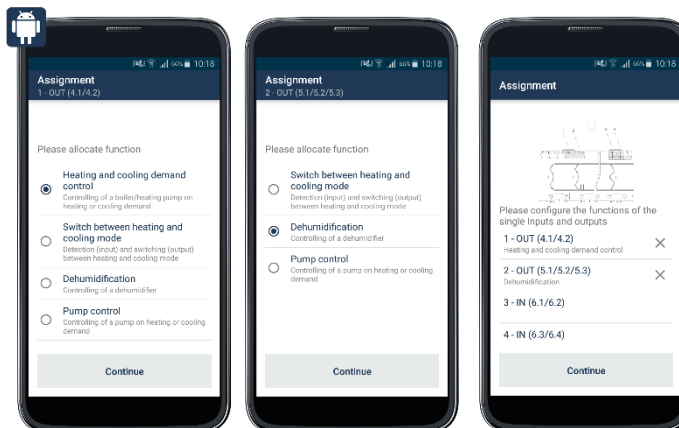 10:18
Assignment
1 - OUT (4.1/4.2)
Please allocate function
Heating and cooling demand
control
Controlling of a boiler/heating pump on
heating or cooling demand
Switch between heating and
cooling mode
Detection (input) and switching (output)
between heating and cooling mode
Dehumidification
Controlling of a dehumidifier
Pump control
Controlling of a pump on heating or cooling
demand
Continue
66% 10:18
Assignment
2 - OUT (5.1/5.2/5.3)
Please allocate function
Switch between heating and
cooling mode
Detection (input) and switching (output)
between heating and cooling mode
Dehumidification
Controlling of a dehumidifier
Pump control
Controlling of a pump on heating or cooling
demand
Continue
66% 10:18
Assignment
Please configure the functions of the
single Inputs and outputs
1 - OUT (4.1/4.2)
Heating and cooling demand control
2 - OUT (5.1/5.2/5.3)
Dehumidification
3 - IN (6.1/6.2)
4 - IN (6.3/6.4)
Continue